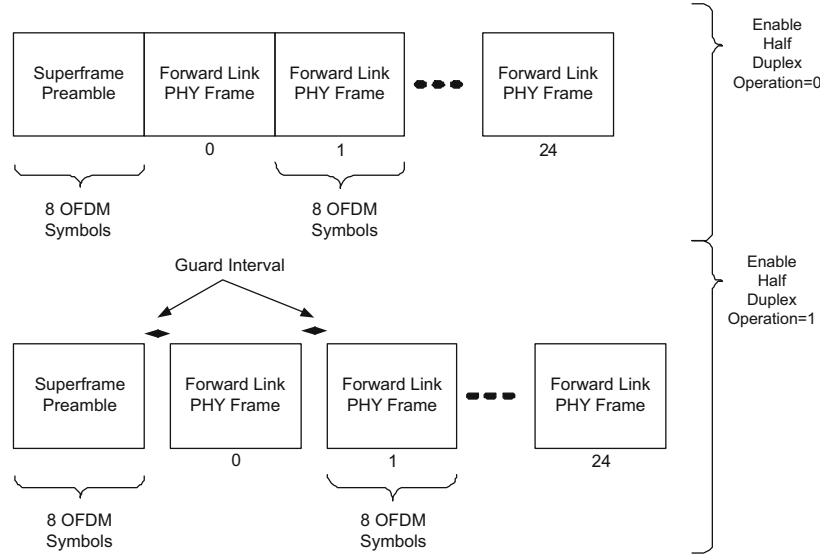 Superframe
Preamble
Forward Link
PHY Frame
Forward Link
PHY Frame
Forward Link
PHY Frame
0
1
24
8 OFDM
Symbols
8 OFDM
Symbols
Enable
Half
Duplex
Operation=0
Guard Interval
Enable
Half
Duplex
Operation=1
Superframe
Preamble
Forward Link
PHY Frame
Forward Link
PHY Frame
Forward Link
PHY Frame
0
1
24
8 OFDM
Symbols
8 OFDM
Symbols